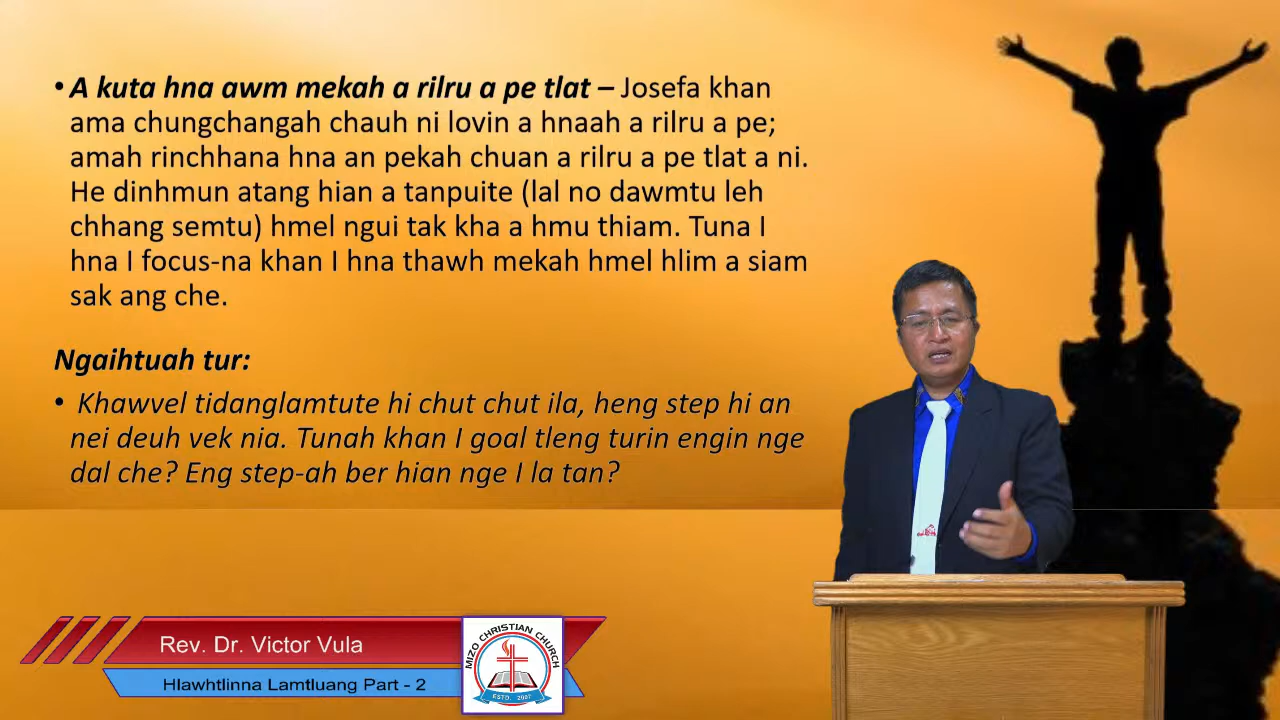 • A kuta hna awm mekah a rilru a pe tlat – Josefa khan
ama chungchangah chauh ni lovin a hnaah a rilru a pe;
amah rinchhana hna an pekah chuan a rilru a pe tlat a ni.
He dinhmun atang hian a tanpuite (lal no dawmtu leh
chhang semtu) hmel ngui tak kha a hmu thiam. Tuna I
hna I focus-na khan I hna thawh mekah hmel hlim a siam
sak ang che.
Ngaihtuah tur:
• Khawvel tidanglamtute hi chut chut ila, heng step hi an
nei deuh vek nia. Tunah khan I goal tleng turin engin nge
dal che? Eng step-ah ber hian nge I la tan?
Rev. Dr. Victor Vula
Hlawhtlinna Lamtluang Part - 2
MIZO CHRISTIAN CHURCH
ESTD. 2007